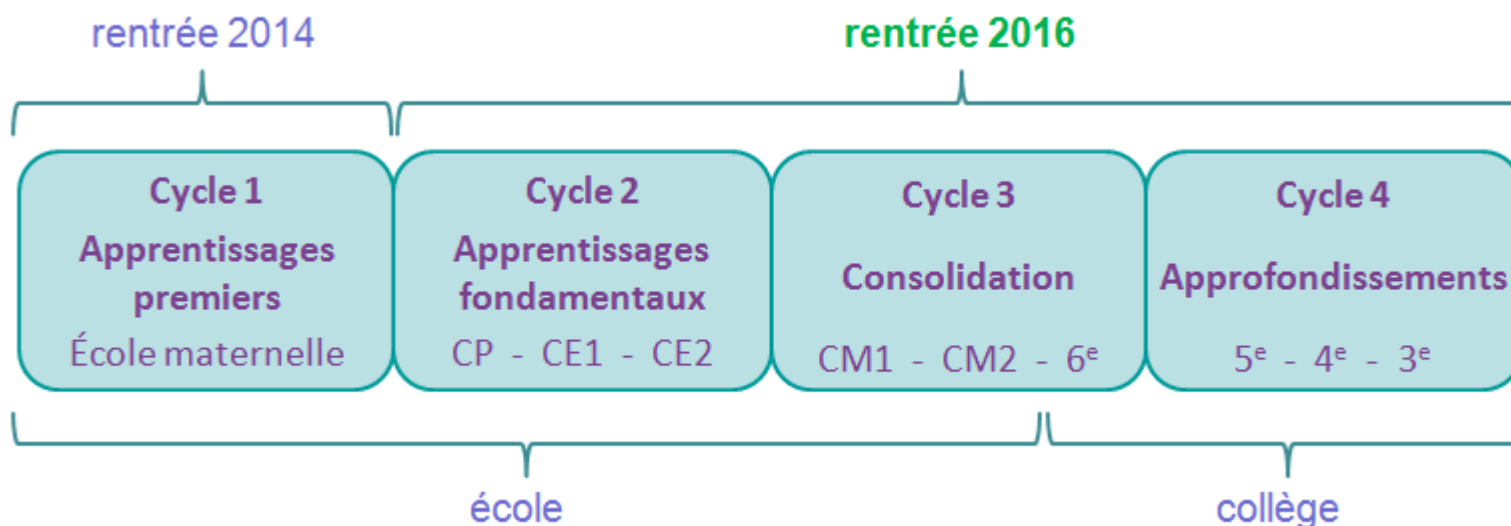 rentrée 2014
rentrée 2016
Cycle 1
Apprentissages
premiers
École maternelle
Cycle 2
Apprentissages
fondamentaux
CP - CE1 - CE2
Cycle 3
Consolidation
CM1 - CM2 - 6ᵉ
Cycle 4
Approfondissements
5ᵉ - 4ᵉ - 3ᵉ
école
collège